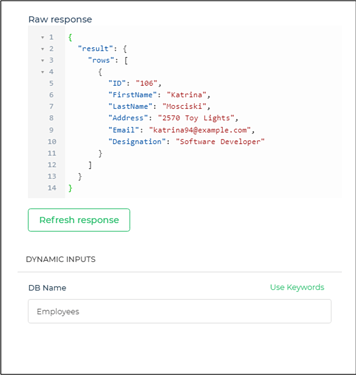 Raw response
1 {
2 "result": {
3 "rows": [
4 {
5 "ID": "106",
6 "FirstName": "Katrina",
7 "LastName": "Mosciski",
8 "Address": "2570 Toy Lights",
9 "Email": "katrina94@example.com",
10 "Designation": "Software Developer"
11 }
12 ]
13 }
14 }
Refresh response
DYNAMIC INPUTS
DB Name Use Keywords
Employees